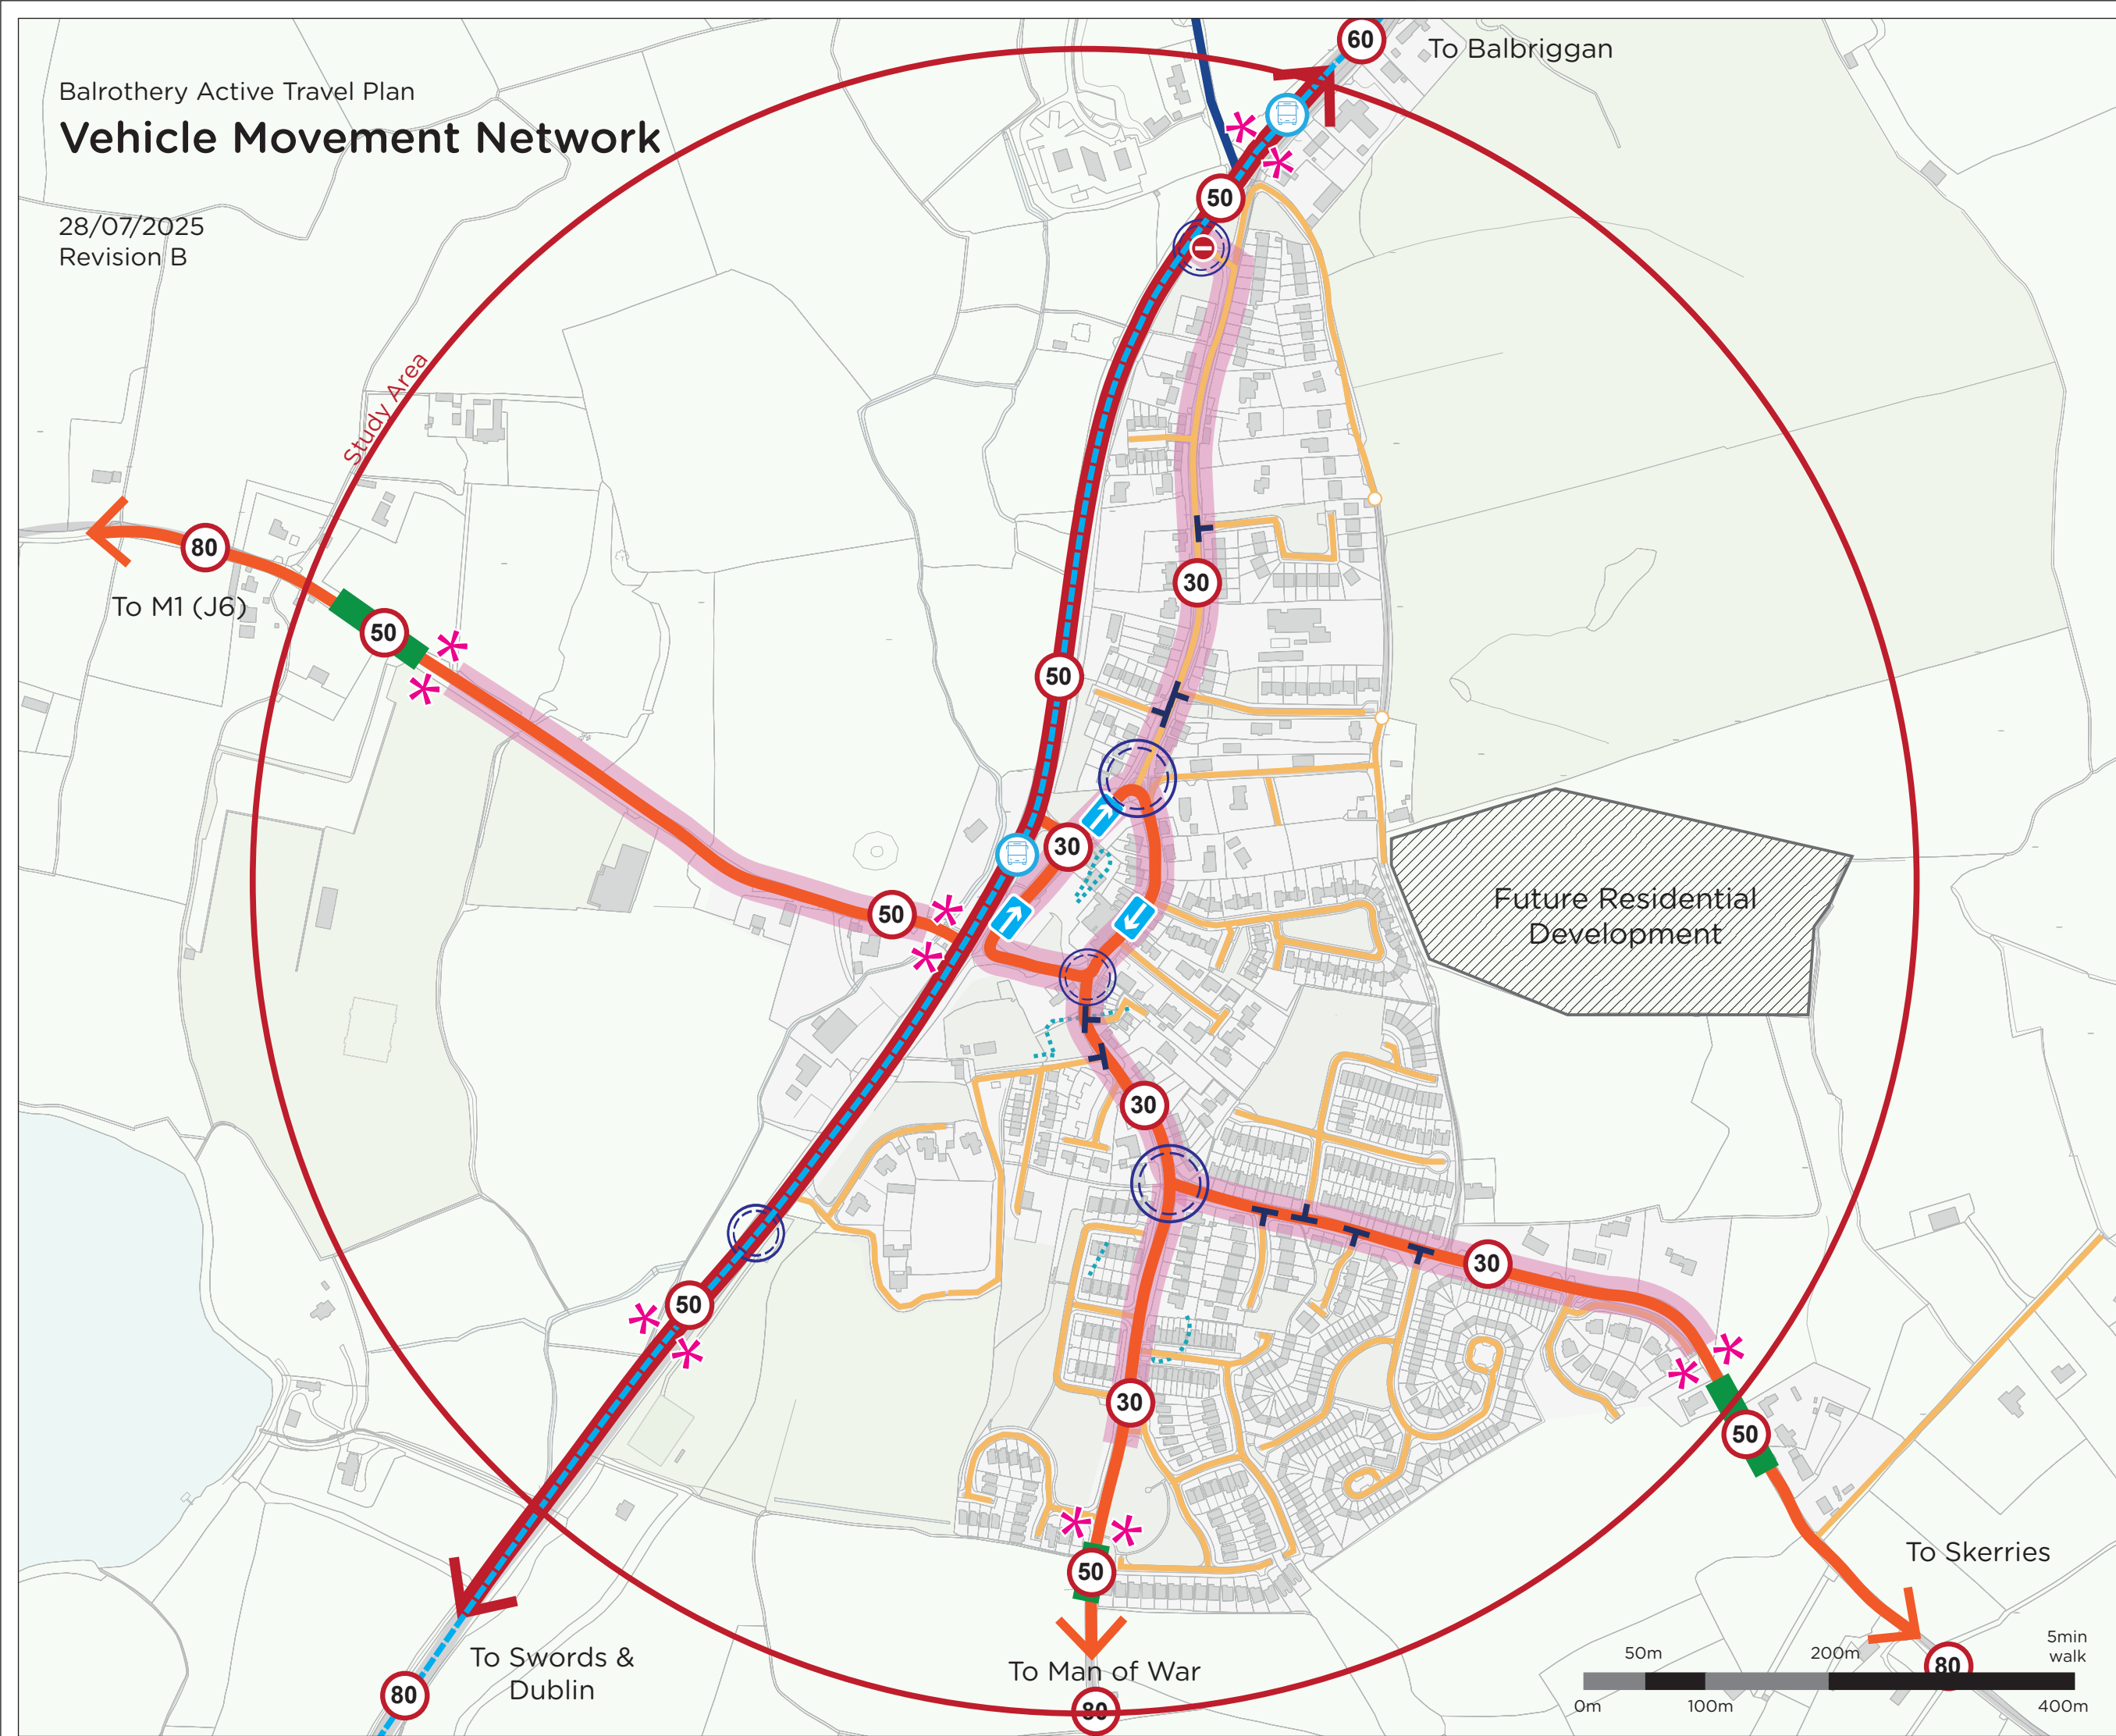 60
To Balbriggan
Balrothery Active Travel Plan
Vehicle Movement Network
50
28/07/2025
Revision B
Study Area
80
To M1 (J6)
30
50
50
30
50
Future Residential
Development
30
30
50
30
50
To Skerries
50
To Swords &
Dublin
To Man of War
80
80
80
50m
200m
5min
walk
0m
100m
400m